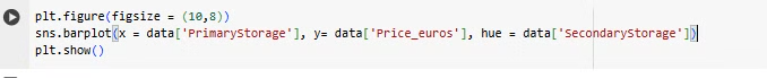 plt.figure(figsize = (10,8))
sns.barplot(x = data['PrimaryStorage'], y= data['Price_euros'], hue = data['SecondaryStorage'])
plt.show()